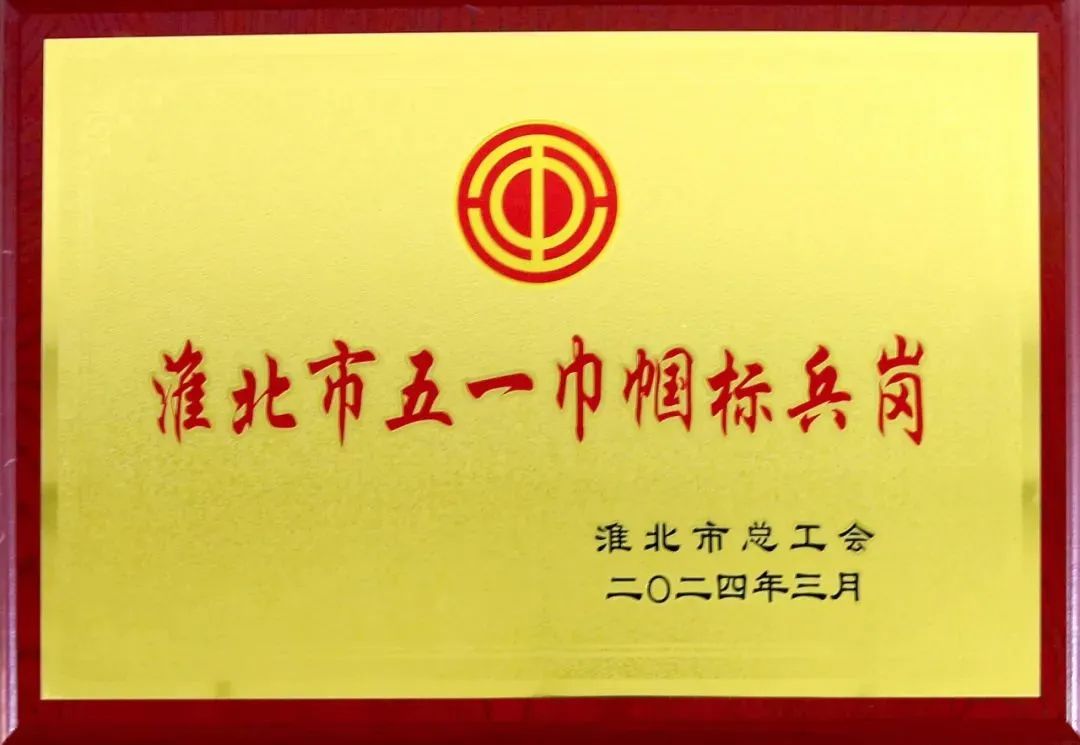 淮北市五一巾帼标兵岗
淮北市总工会
二〇二四年三月